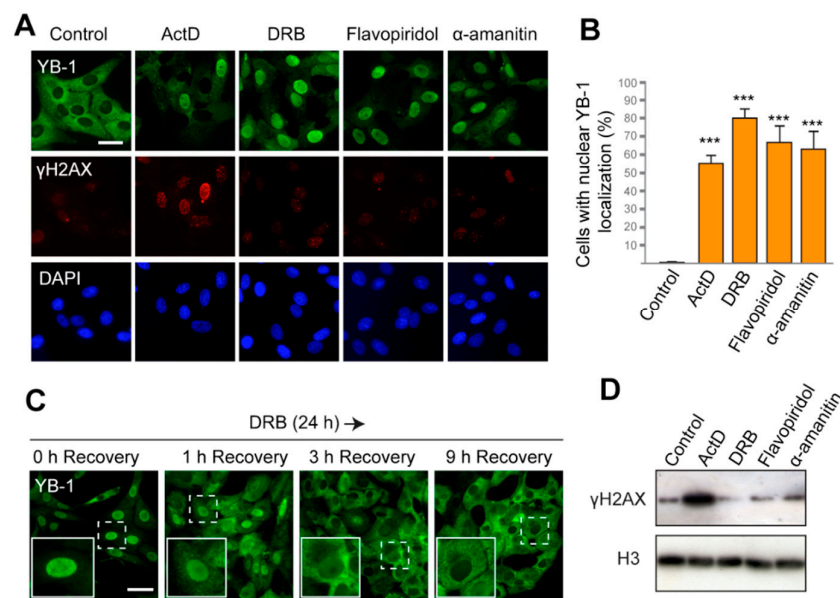 A
Control ActD DRB Flavopiridol α-amanitin
YB-1
γH2AX
DAPI
B
Cells with nuclear YB-1
localization (%)
100
90
80
70
60
50
40
30
20
10
***
***
***
***
Control
ActD
DRB
Flavopiridol
α-amanitin
C
DRB (24 h)
0 h Recovery 1 h Recovery 3 h Recovery 9 h Recovery
YB-1
D
Control
ActD
DRB
Flavopiridol
α-amanitin
γH2AX
H3